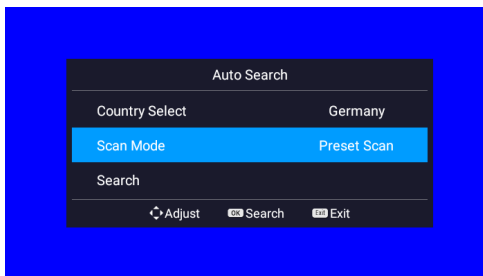 Auto Search
Country Select Germany
Scan Mode Preset Scan
Search
Adjust OK Search Exit Exit